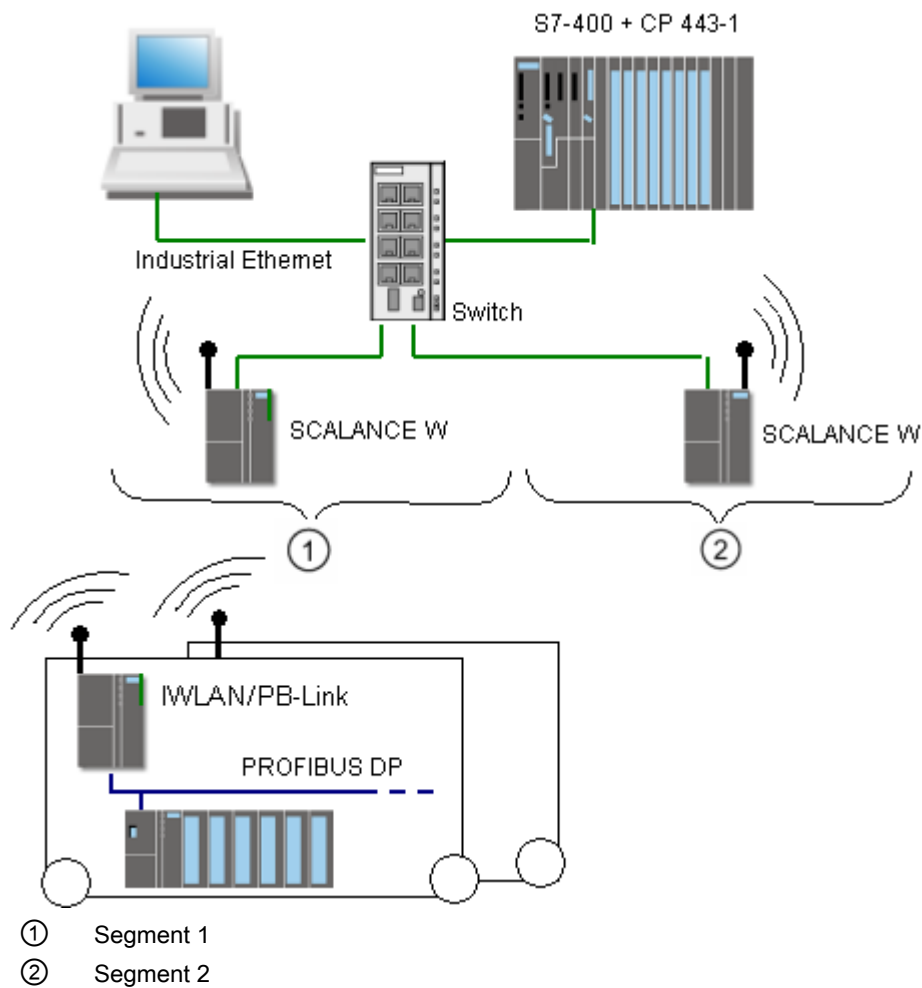 S7-400 + CP 443-1
Industrial Ethernet
Switch
SCALANCE W
SCALANCE W
1
2
IWLAN/PB-Link
PROFIBUS DP
① Segment 1
② Segment 2